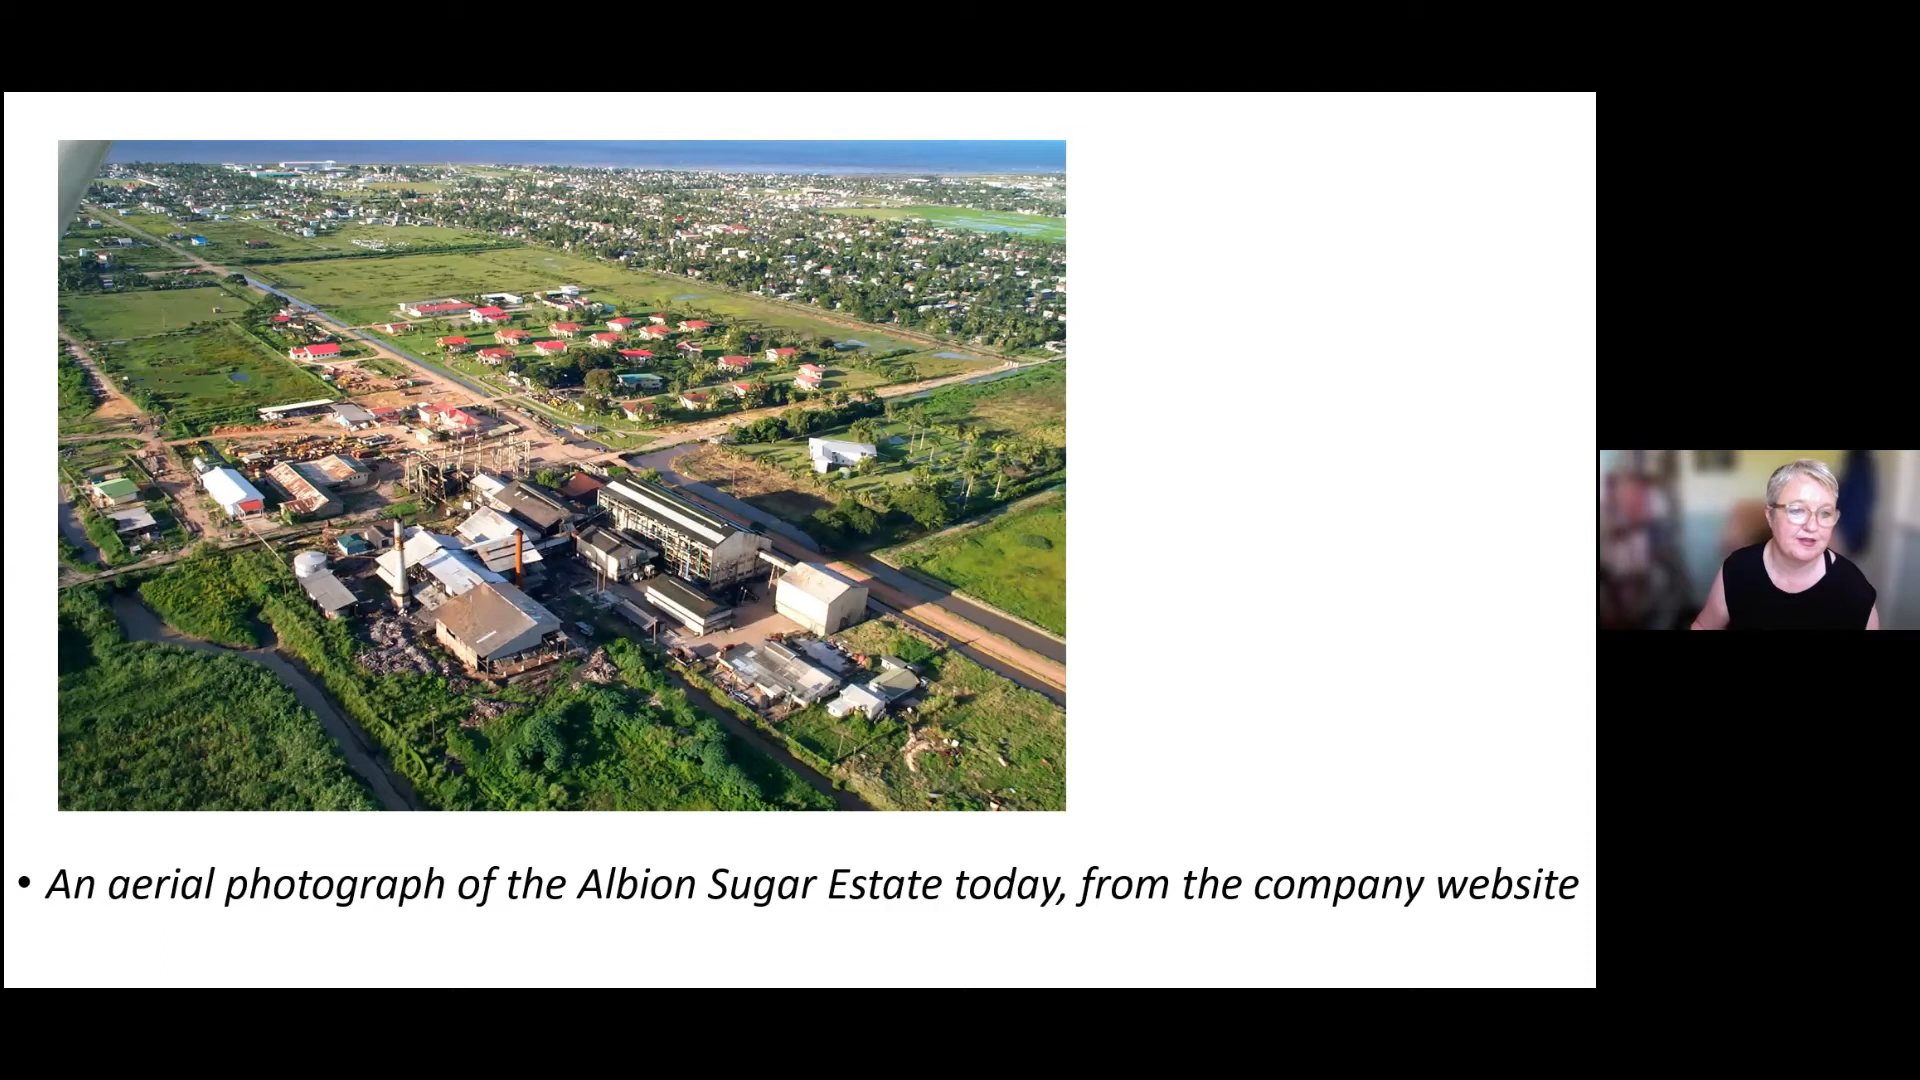 • An aerial photograph of the Albion Sugar Estate today, from the company website